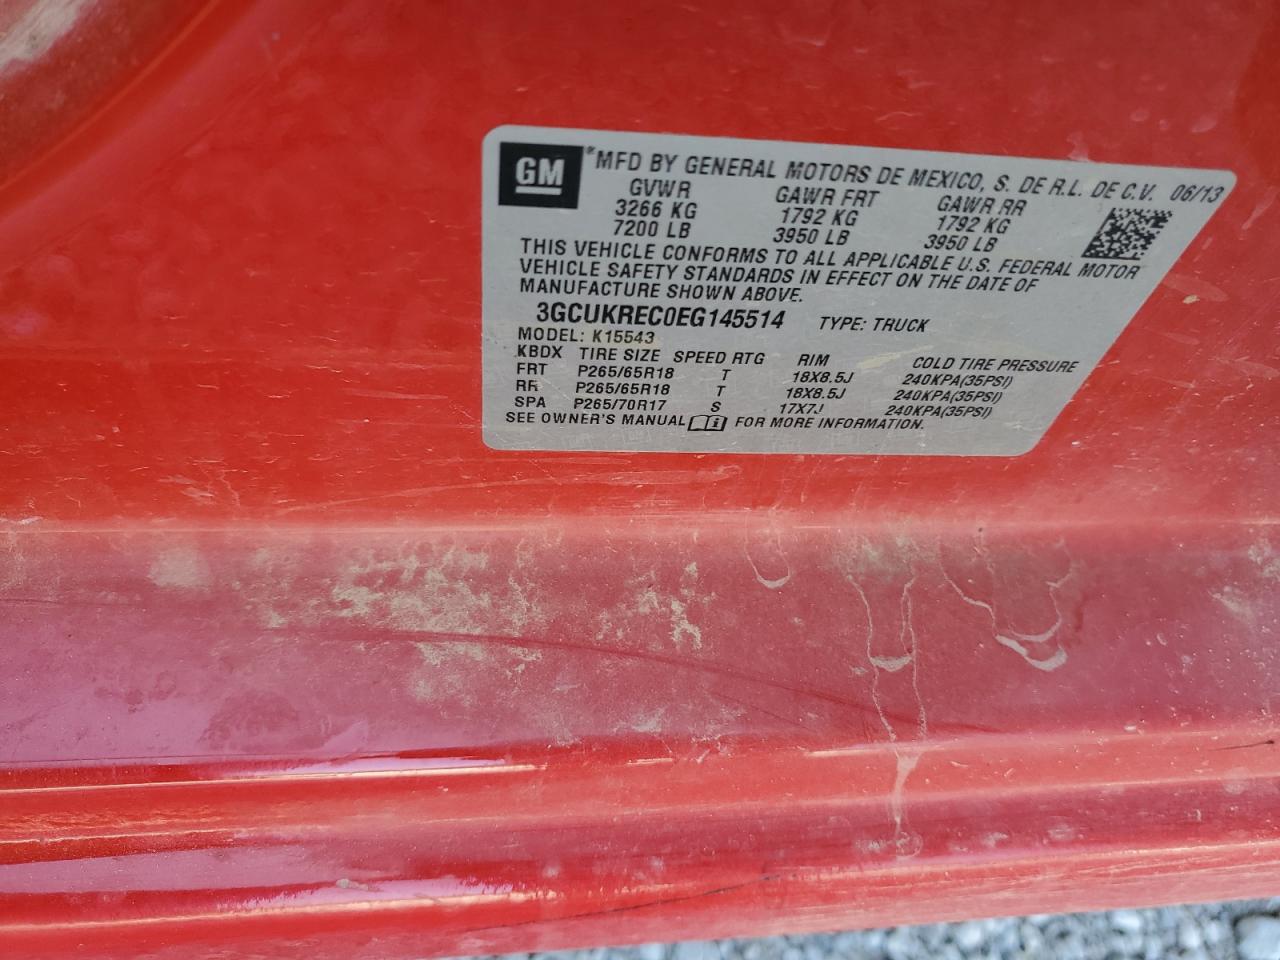 GM
*MFD BY GENERAL MOTORS DE MEXICO, S. DE R.L. DE C.V. 06/13
GVWR GAWR FRT GAWR RR
3266 KG 1792 KG 1792 KG
7200 LB 3950 LB 3950 LB
THIS VEHICLE CONFORMS TO ALL APPLICABLE U.S. FEDERAL MOTOR
VEHICLE SAFETY STANDARDS IN EFFECT ON THE DATE OF
MANUFACTURE SHOWN ABOVE.
3GCUKREC0EG145514 TYPE: TRUCK
MODEL: K15543
KBDX TIRE SIZE SPEED RTG RIM COLD TIRE PRESSURE
FRT P265/65R18 T 18X8.5J 240KPA(35PSI)
RR P265/65R18 T 18X8.5J 240KPA(35PSI)
SPA P265/70R17 S 17X7J 240KPA(35PSI)
SEE OWNER'S MANUAL FOR MORE INFORMATION.